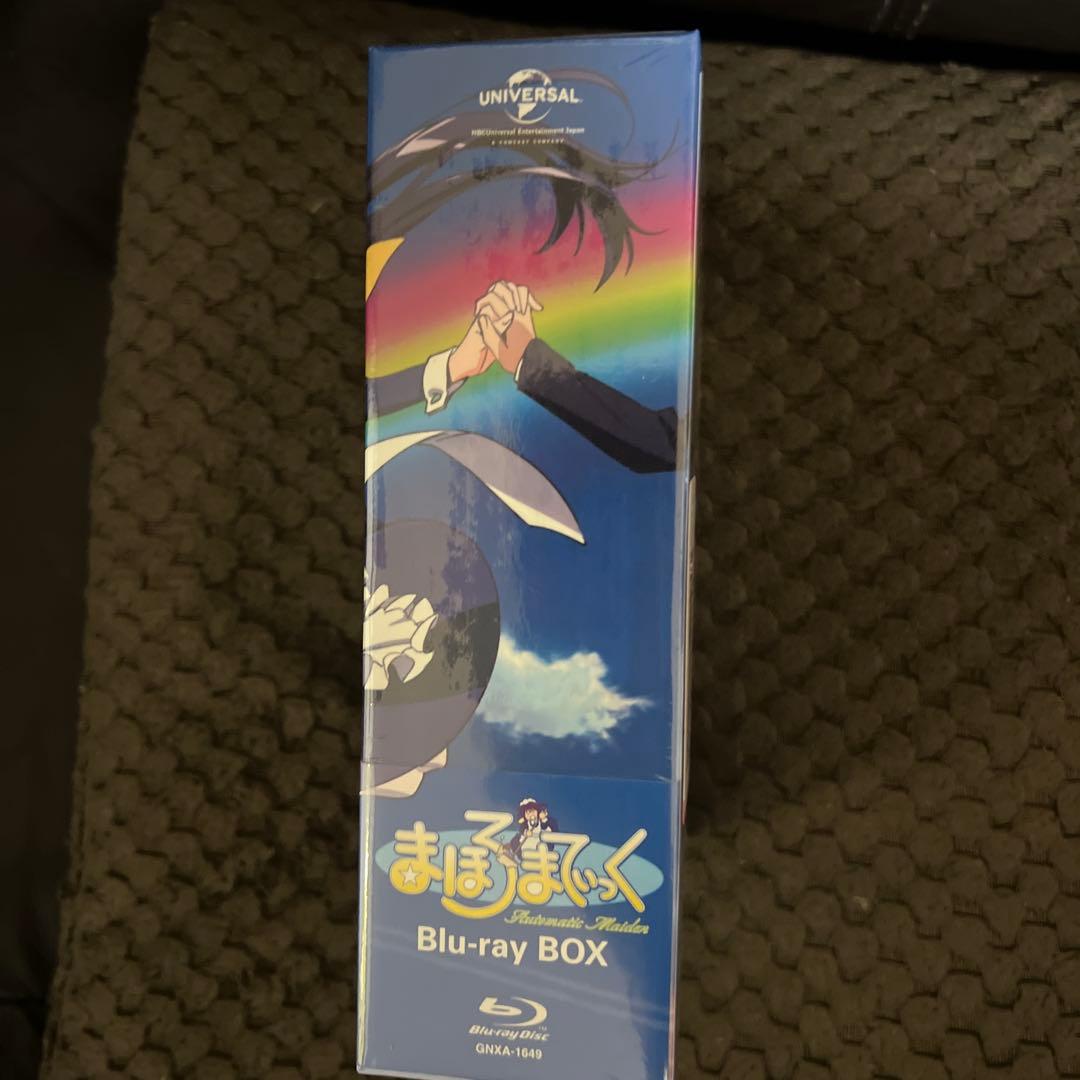 UNIVERSAL
NBCUniversal Entertainment Japan
A COMCAST COMPANY
まほろまてぃっく
Automatic Maiden
Blu-ray BOX
Blu-ray Disc™
GNXA-1649